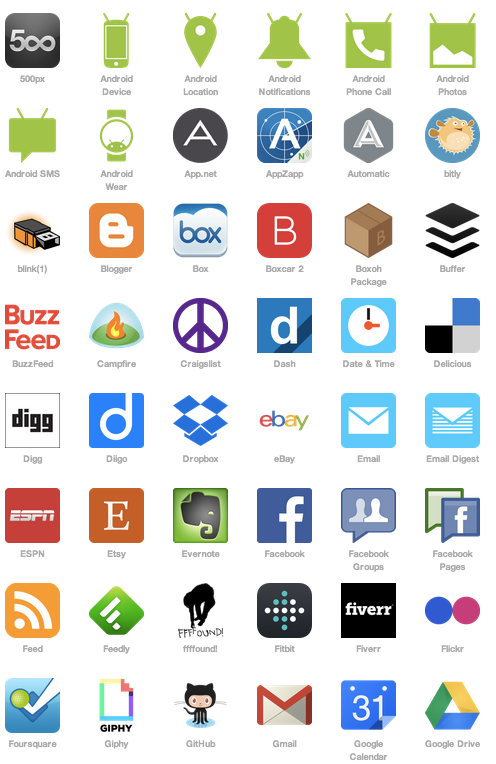 500px
Android Device
Android Location
Android Notifications
Android Phone Call
Android Photos
A
A
N
A
Android SMS
Android Wear
App.net
AppZapp
Automatic
bitly
B
box
B
B
blink(1)
Blogger
Box
Boxcar 2
Boxoh Package
Buffer
BuzzFeed
d
BuzzFeed
Campfire
Craigslist
Dash
Date & Time
Delicious
digg
d
ebay
Digg
Diigo
Dropbox
eBay
Email
Email Digest
ESPN
E
f
f
ESPN
Etsy
Evernote
Facebook
Facebook Groups
Facebook Pages
FFFFOUND!
fiverr
Feed
Feedly
ffffound!
Fitbit
Fiverr
Flickr
GIPHY
31
Foursquare
Giphy
GitHub
Gmail
Google Calendar
Google Drive